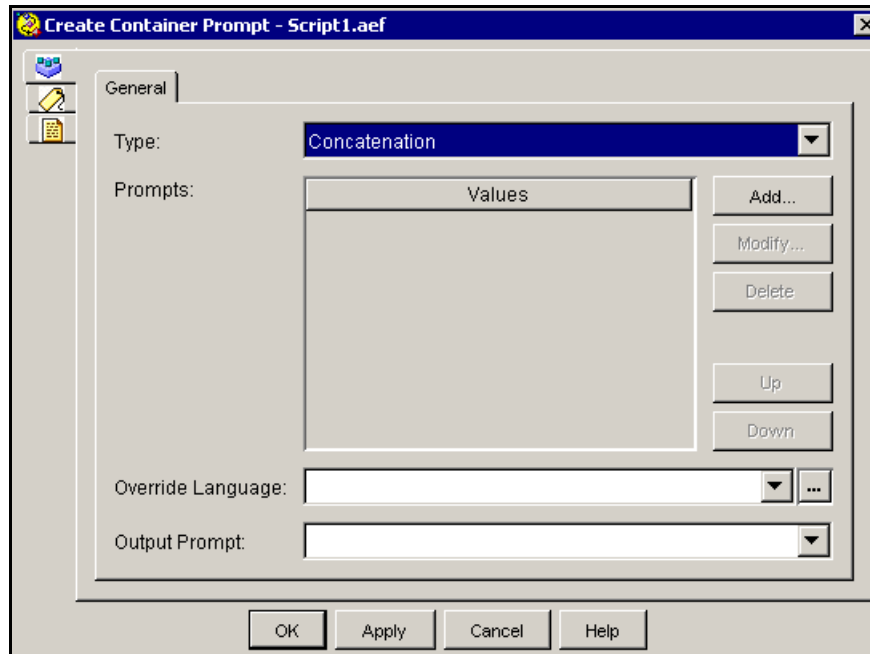 Create Container Prompt - Script1.aef
General
Type:
Concatenation
Prompts:
Values
Add...
Modify...
Delete
Up
Down
Override Language:
...
Output Prompt:
OK
Apply
Cancel
Help